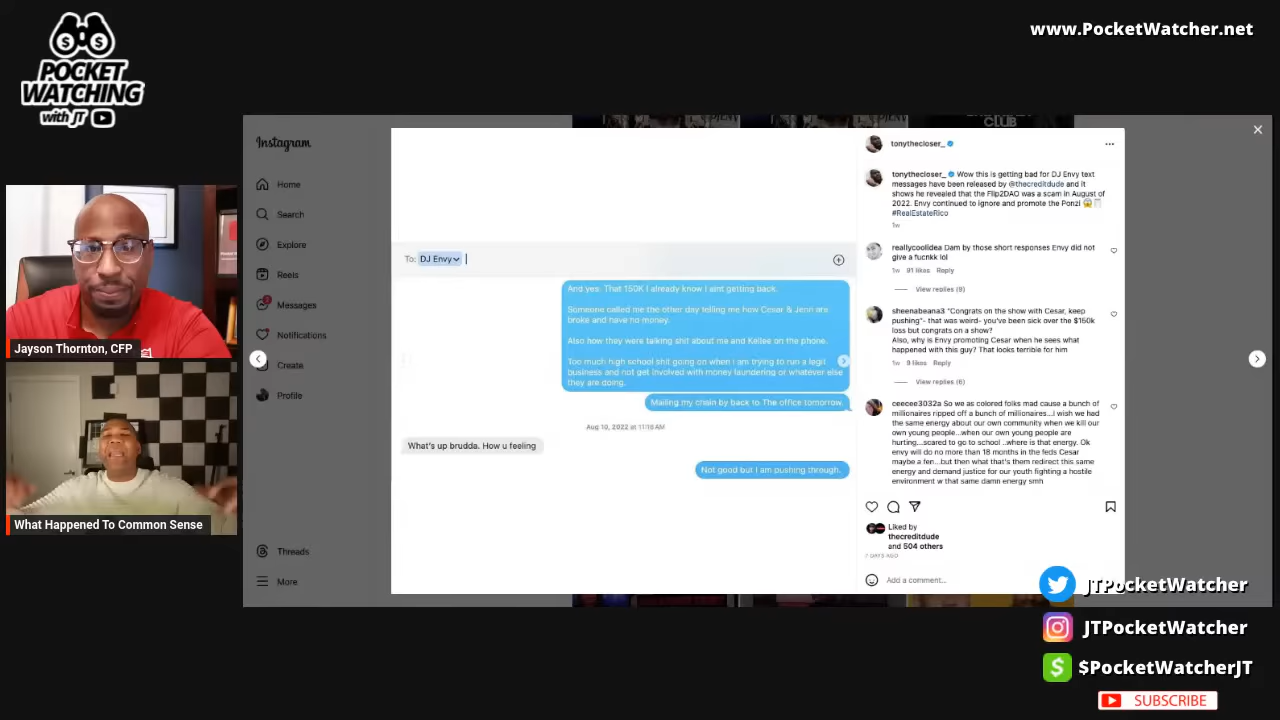 www.PocketWatcher.net
POCKET
WATCHING
with JT
Instagram
Home
Search
Explore
Reels
Messages
Notifications
Create
Profile
Threads
More
Jayson Thornton, CFP
What Happened To Common Sense
CLUB
To: DJ Envy
And yes. That 150K I already know I aint getting back.
Someone called me the other day telling me how Cesar & Jenn are
broke and have no money.
Also how they were talking shit about me and Kellee on the phone.
Too much high school shit going on when I am trying to run a legit
business and not get involved with money laundering or whatever else
they are doing.
Mailing my chain by back to The office tomorrow.
Aug 10, 2022 at 11:18 AM
What's up brudda. How u feeling
Not good but I am pushing through.
tonythecloser_
tonythecloser_ Wow this is getting bad for DJ Envy text
messages have been released by @thecreditdude and it
shows he revealed that the Flip2DAO was a scam in August of
2022. Envy continued to ignore and promote the Ponzi
#RealEstateRico
1w
reallycoolidea Dam by those short responses Envy did not
give a fucnkk lol
1w 91 likes Reply
View replies (9)
sheenabeana3 "Congrats on the show with Cesar, keep
pushing"- that was weird- you've been sick over the $150k
loss but congrats on a show?
Also, why is Envy promoting Cesar when he sees what
happened with this guy? That looks terrible for him
1w 9 likes Reply
View replies (6)
ceecee3032a So we as colored folks mad cause a bunch of
millionaires ripped off a bunch of millionaires...I wish we had
the same energy about our own community when we kill our
own young people...when our own young people are
hurting...scared to go to school ..where is that energy. Ok
envy will do no more than 18 months in the feds Cesar
maybe a fen...but then what that's them redirect this same
energy and demand justice for our youth fighting a hostile
environment w that same damn energy smh
Liked by
thecreditdude
and 504 others
7 DAYS AGO
Add a comment...
JTPocketWatcher
JTPocketWatcher
$PocketWatcherJT
SUBSCRIBE